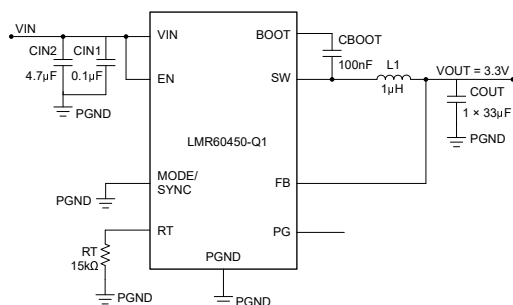 VIN
VIN
BOOT
CBOOT
CIN2
CIN1
100nF
L1
VOUT = 3.3V
4.7µF
0.1µF
EN
SW
1µH
COUT
1 × 33µF
PGND
PGND
LMR60450-Q1
PGND
MODE/
SYNC
FB
RT
PG
RT
15kΩ
PGND
PGND
PGND